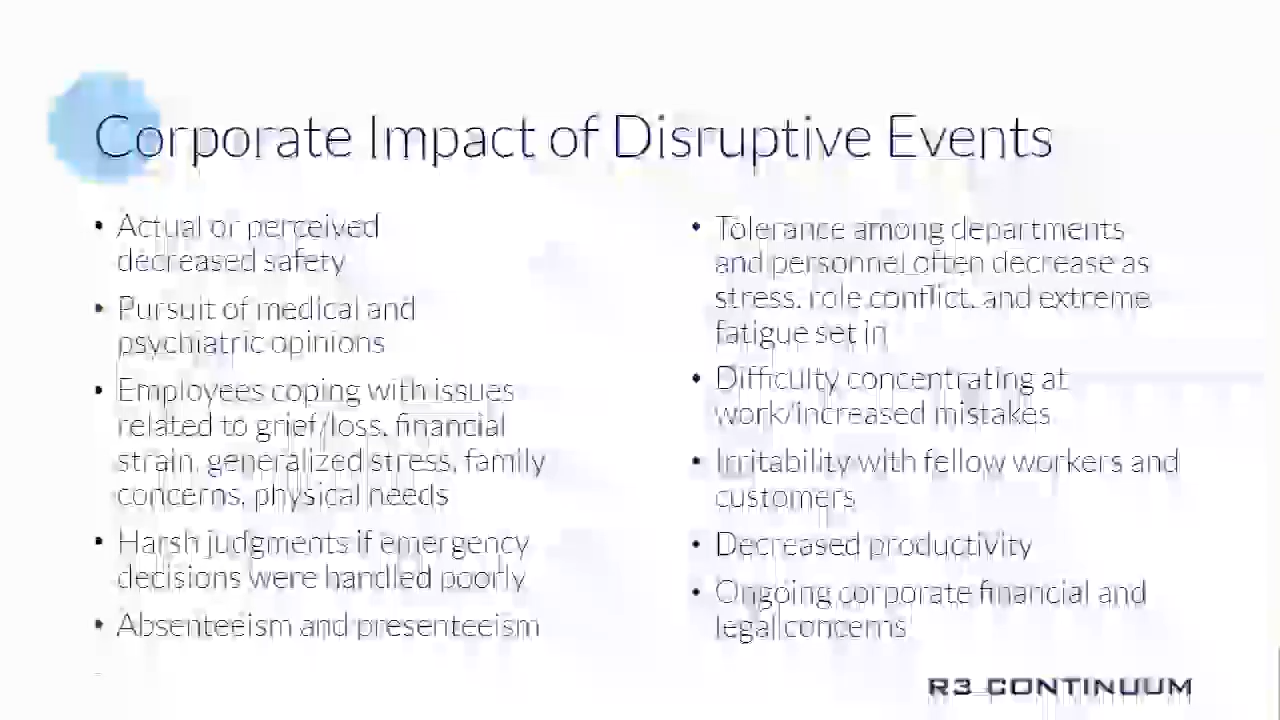 Corporate Impact of Disruptive Events
• Actual or perceived
decreased safety
• Pursuit of medical and
psychiatric opinions
• Employees coping with issues
related to grief/loss, financial
strain, generalized stress, family
concerns, physical needs
• Harsh judgments if emergency
decisions were handled poorly
• Absenteeism and presenteeism
• Tolerance among departments
and personnel often decrease as
stress, role conflict, and extreme
fatigue set in
• Difficulty concentrating at
work/increased mistakes
• Irritability with fellow workers and
customers
• Decreased productivity
• Ongoing corporate financial and
legal concerns
R3 CONTINUUM